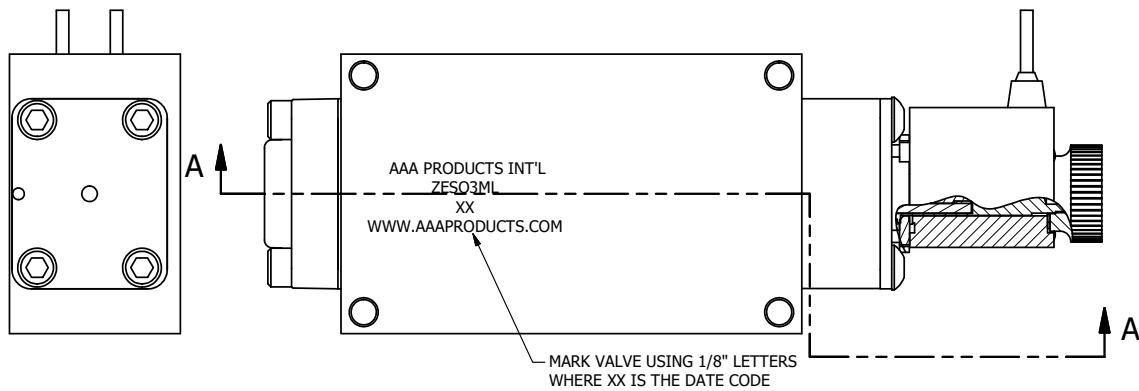 A
AAA PRODUCTS INT'L
ZESO3ML
XX
WWW.AAAPRODUCTS.COM
A
MARK VALVE USING 1/8" LETTERS
WHERE XX IS THE DATE CODE